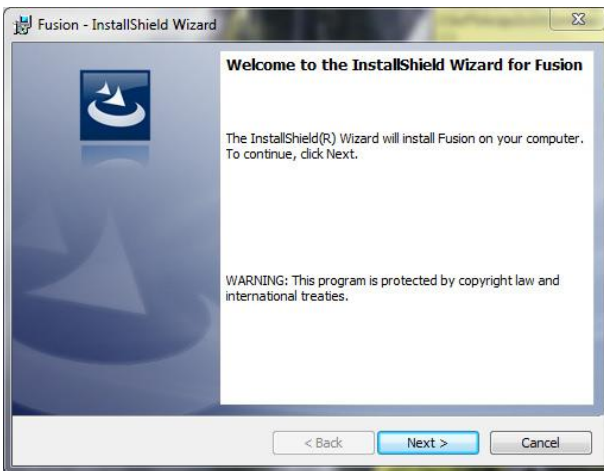 Fusion - InstallShield Wizard
Welcome to the InstallShield Wizard for Fusion
The InstallShield(R) Wizard will install Fusion on your computer.
To continue, click Next.
WARNING: This program is protected by copyright law and
international treaties.
< Back
Next >
Cancel